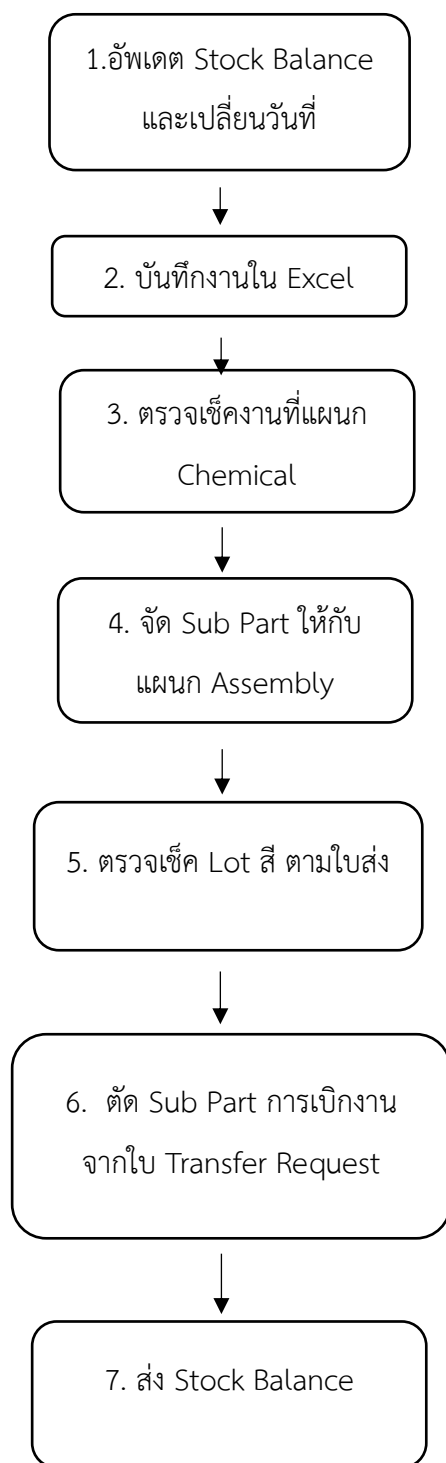 1.อัพเดต Stock Balance
และเปลี่ยนวันที่
2. บันทึกงานใน Excel
3. ตรวจเช็คงานที่แผนก
Chemical
4. จัด Sub Part ให้กับ
แผนก Assembly
5. ตรวจเช็ค Lot สี ตามใบส่ง
6. ตัด Sub Part การเบิกงาน
จากใบ Transfer Request
7. ส่ง Stock Balance